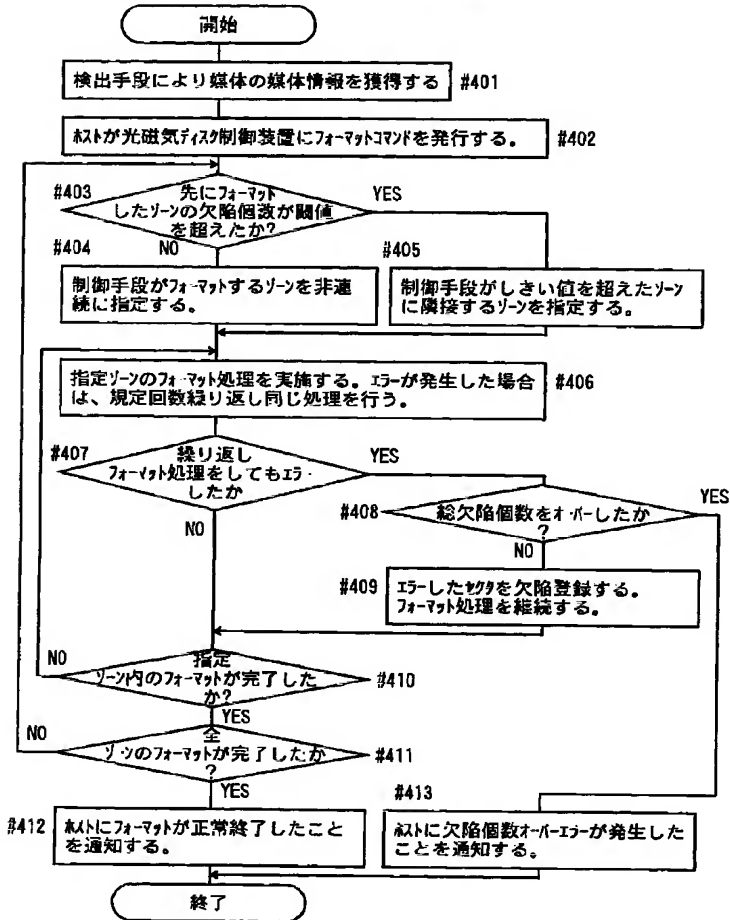 開始
検出手段により媒体の媒体情報を獲得する
#401
ﾎｽﾄが光磁気ﾃﾞｨｽｸ制御装置にﾌｫｰﾏｯﾄｺﾏﾝﾄﾞを発行する。
#402
#403
先にﾌｫｰﾏｯﾄ
したｿﾞｰﾝの欠陥個数が閾値
を超えたか?
YES
NO
#404
制御手段がﾌｫｰﾏｯﾄするｿﾞｰﾝを非連
続に指定する。
#405
制御手段がしきい値を超えたｿﾞｰﾝ
に隣接するｿﾞｰﾝを指定する。
指定ｿﾞｰﾝのﾌｫｰﾏｯﾄ処理を実施する。ｴﾗｰが発生した場合
は、規定回数繰り返し同じ処理を行う。
#406
#407
繰り返し
ﾌｫｰﾏｯﾄ処理をしてもｴﾗｰ
したか
YES
NO
#408
総欠陥個数をｵｰﾊﾞｰしたか
?
YES
NO
#409
ｴﾗｰしたｾｸﾀを欠陥登録する。
ﾌｫｰﾏｯﾄ処理を継続する。
NO
指定
ｿﾞｰﾝ内のﾌｫｰﾏｯﾄが完了した
か?
#410
YES
NO
全
ｿﾞｰﾝのﾌｫｰﾏｯﾄが完了したか
?
#411
YES
#412
ﾎｽﾄにﾌｫｰﾏｯﾄが正常終了したこと
を通知する。
#413
ﾎｽﾄに欠陥個数ｵｰﾊﾞｰｴﾗｰが発生した
ことを通知する。
終了